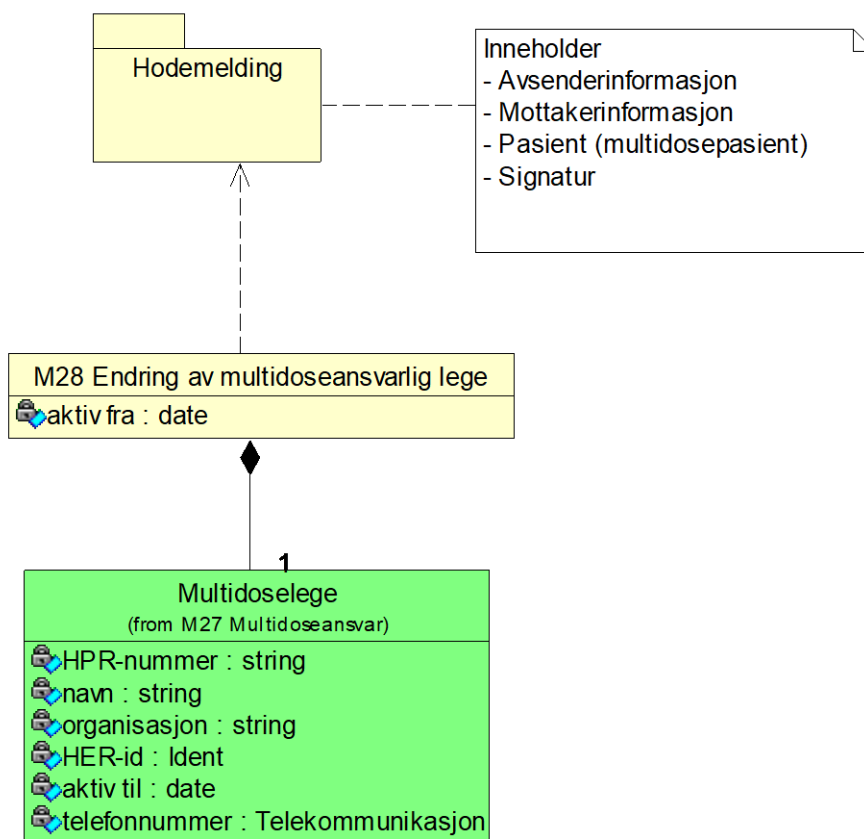 Hodemelding
Inneholder
- Avsenderinformasjon
- Mottakerinformasjon
- Pasient (multidosepasient)
- Signatur
M28 Endring av multidoseansvarlig lege
aktiv fra : date
1
Multidoselege
(from M27 Multidoseansvar)
HPR-nummer : string
navn : string
organisasjon : string
HER-id : Ident
aktiv til : date
telefonnummer : Telekommunikasjon